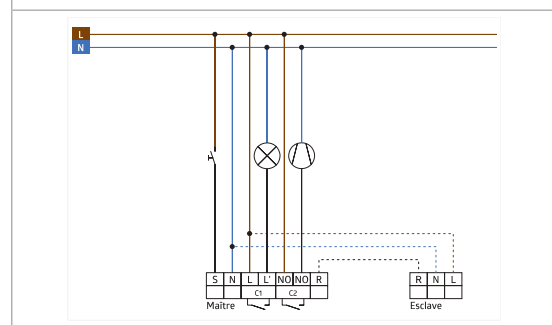 L
N
S N L L' NO NO R
C1 C2
Maître
R N L
Esclave